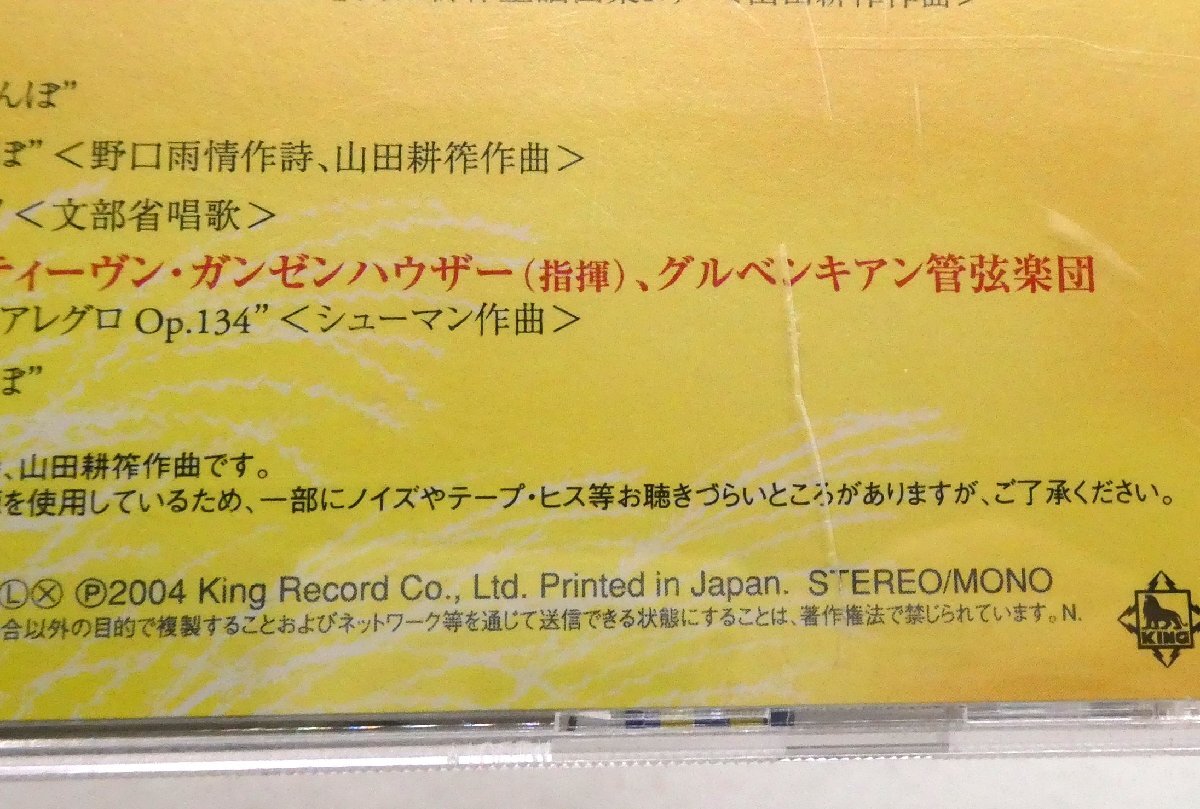 ＜山田耕筰作曲＞
んぼ”
ぼ”＜野口雨情作詩、山田耕筰作曲＞
＜文部省唱歌＞
ティーヴン・ガンゼンハウザー（指揮）、グルベンキアン管弦楽団
アレグロ Op.134”＜シューマン作曲＞
ぼ”
、山田耕筰作曲です。
を使用しているため、一部にノイズやテープ・ヒス等お聴きづらいところがありますが、ご了承ください。
Ⓛ Ⓧ Ⓟ2004 King Record Co., Ltd. Printed in Japan. STEREO/MONO
合以外の目的で複製することおよびネットワーク等を通じて送信できる状態にすることは、著作権法で禁じられています。N.
KING